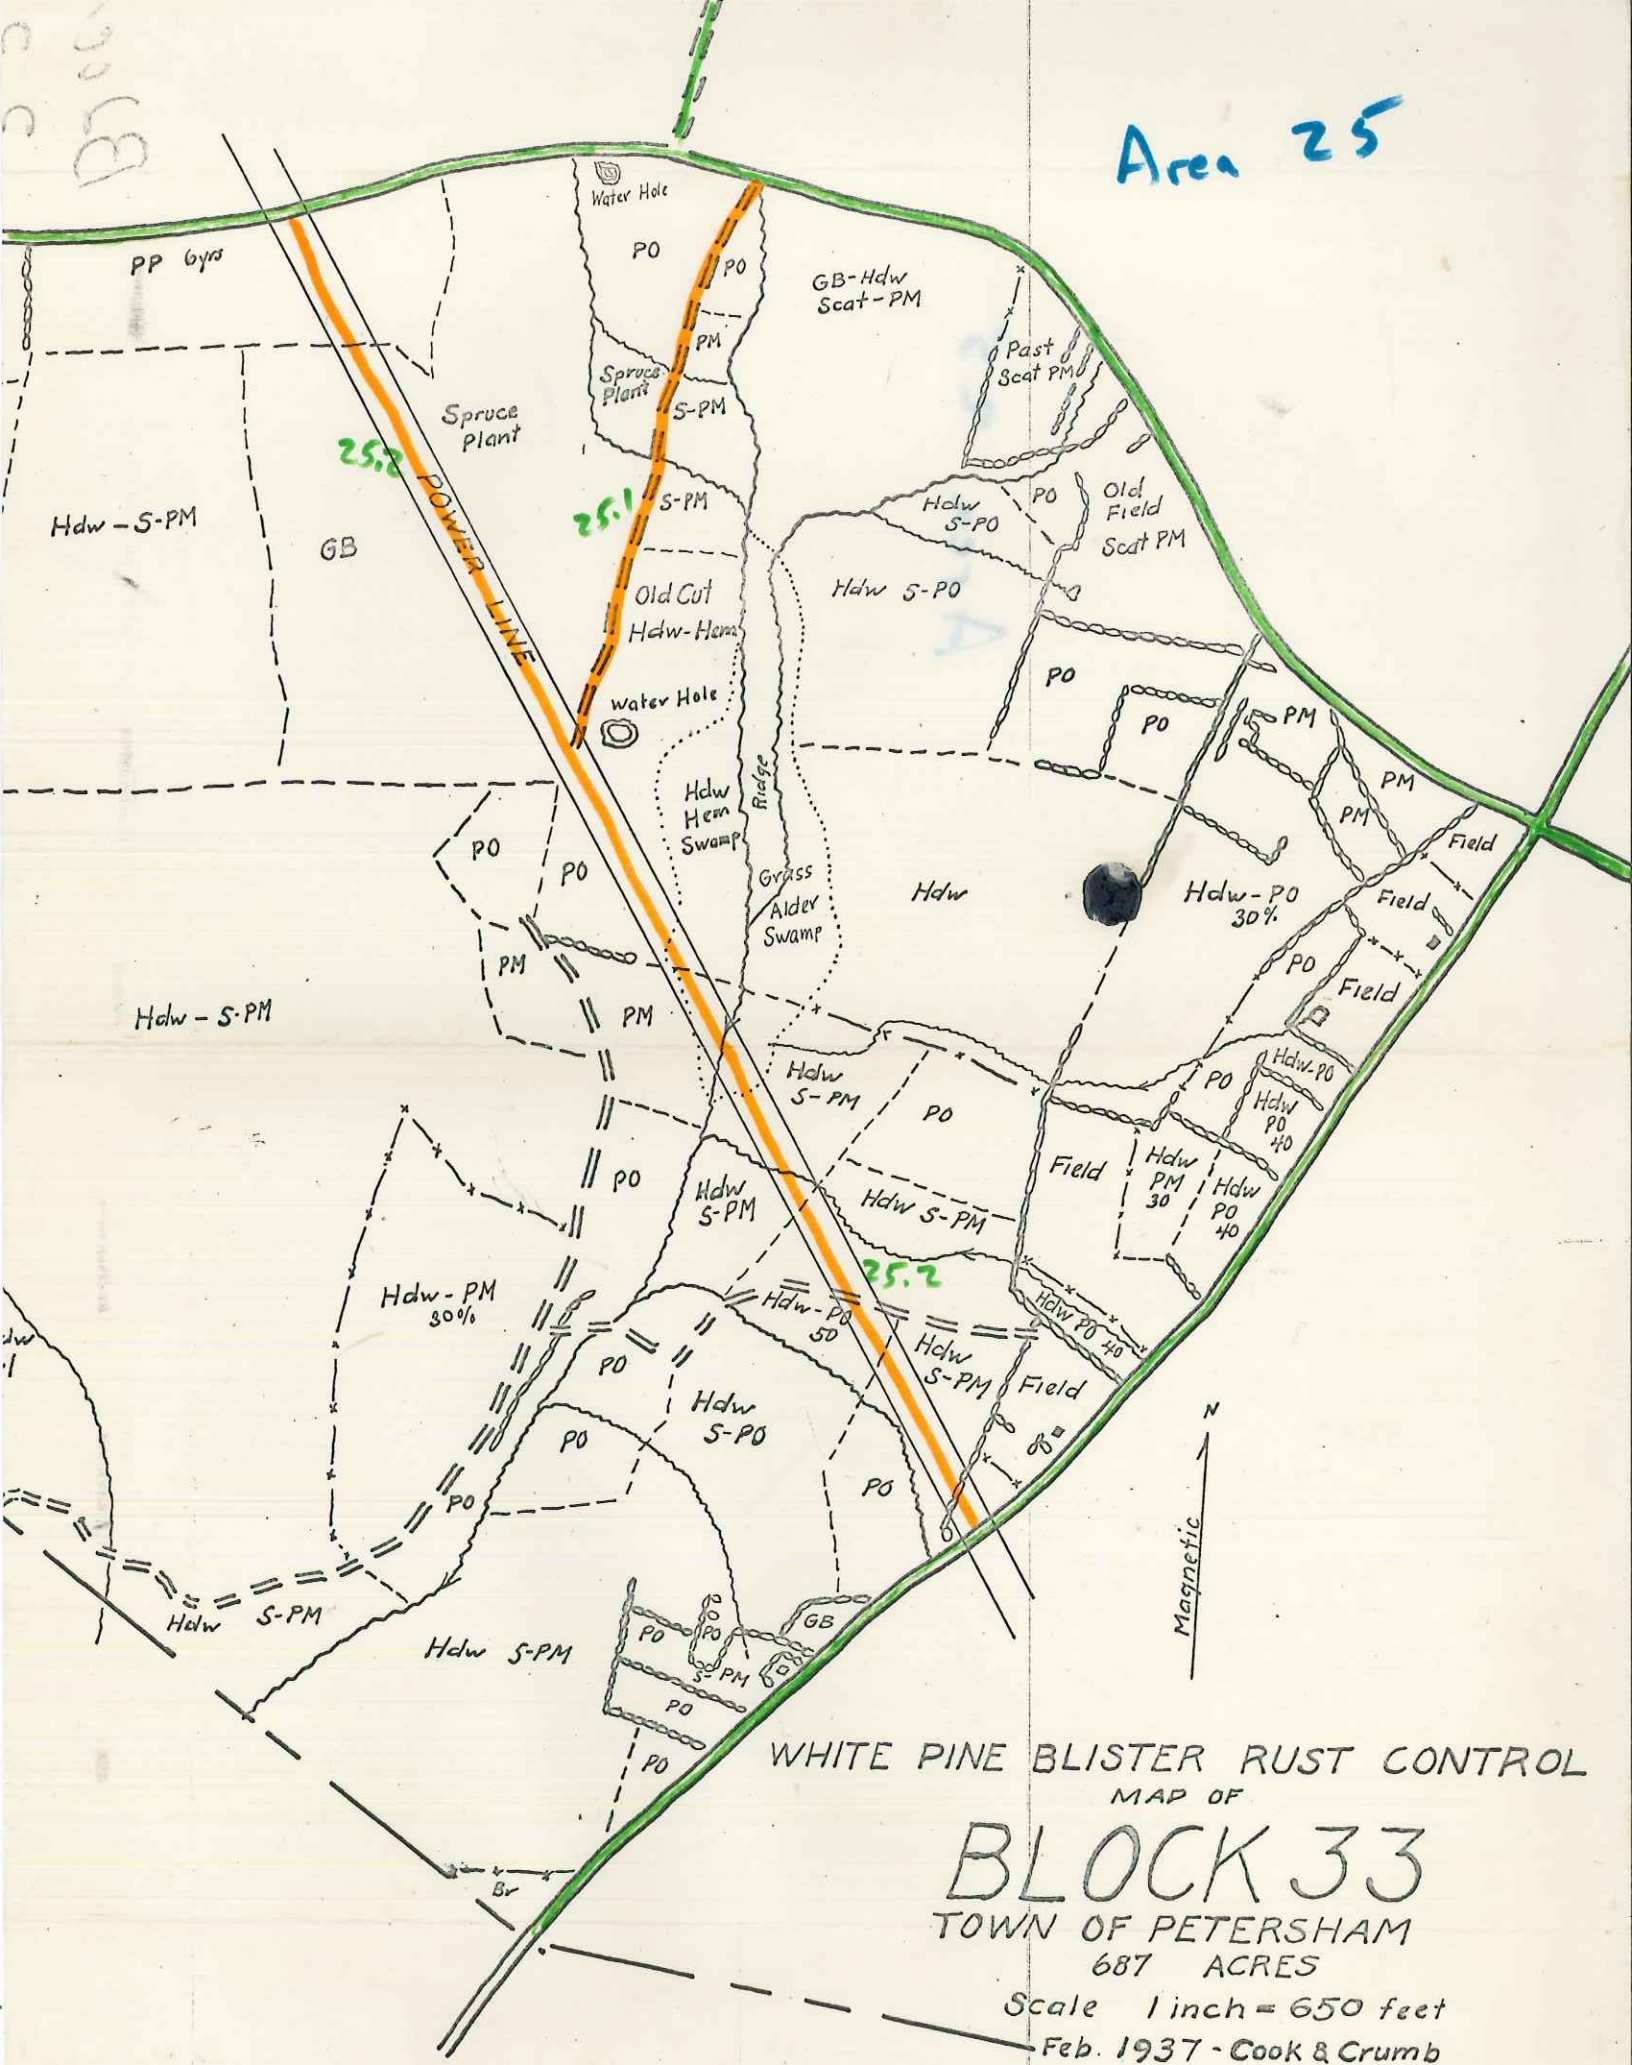 Area 25
Water Hole
PO
PO
PP 6yrs
GB-Hdw
Scat-PM
PM
Past
Scat PM
Spruce
Plant
S-PM
Spruce
Plant
25.2
POWER LINE
25.1
S-PM
Hdw
S-PO
PO
Old
Field
Scat PM
Hdw - S-PM
GB
Old Cut
Hdw-Hem
Hdw S-PO
Water Hole
PO
PO
PM
PM
PM
Field
Ridge
Hdw
Hem
Swamp
PO
PO
Grass
Alder
Swamp
Hdw
Hdw-PO
30%
Field
PM
PO
Field
Hdw - S-PM
PM
Hdw
S-PM
PO
PO
Hdw-PO
Hdw
PO
40
PO
Hdw
S-PM
Hdw S-PM
Field
Hdw
PM
30
Hdw
PO
40
25.2
Hdw-PM
30%
Hdw-PO
50
Hdw PO 40
PO
Hdw
S-PM
Field
Hdw
S-PO
PO
PO
PO
N
Magnetic
Hdw S-PM
Hdw S-PM
PO
PO
GB
S-PM
PO
PO
Br
WHITE PINE BLISTER RUST CONTROL
MAP OF
BLOCK 33
TOWN OF PETERSHAM
687 ACRES
Scale 1 inch = 650 feet
Feb. 1937 - Cook & Crumb